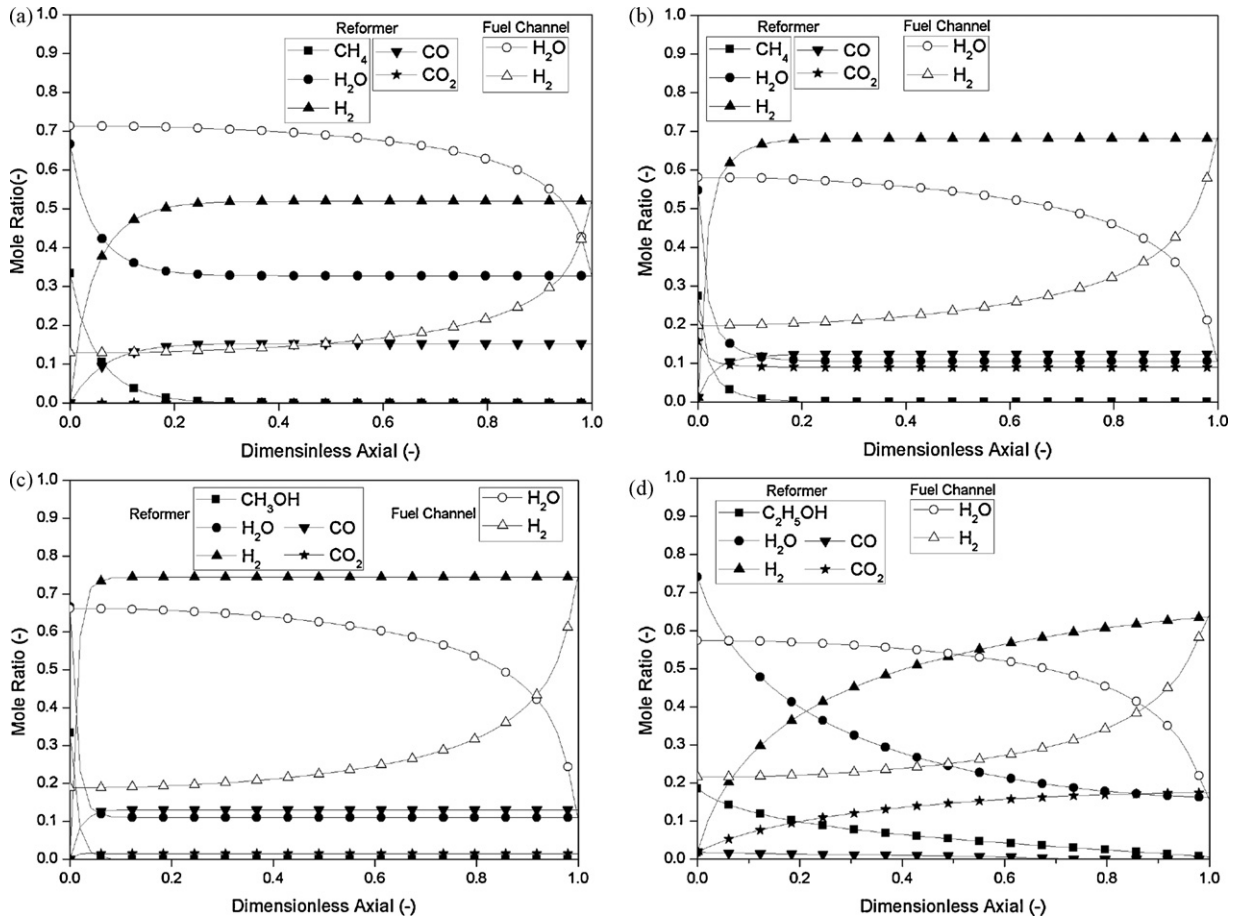 (a)
Reformer
Fuel Channel
CH4
CO
H2O
H2O
CO2
H2
H2
1.0
0.9
0.8
0.7
0.6
0.5
0.4
0.3
0.2
0.1
0.0
Mole Ratio(-)
0.0 0.2 0.4 0.6 0.8 1.0
Dimensinless Axial (-)
(b)
Reformer
Fuel Channel
CH4
CO
H2O
H2O
CO2
H2
H2
1.0
0.9
0.8
0.7
0.6
0.5
0.4
0.3
0.2
0.1
0.0
Mole Ratio (-)
0.0 0.2 0.4 0.6 0.8 1.0
Dimensionless Axial (-)
(c)
CH3OH
H2O
Reformer
H2O
CO
Fuel Channel
H2
H2
CO2
1.0
0.9
0.8
0.7
0.6
0.5
0.4
0.3
0.2
0.1
0.0
Mole Ratio (-)
0.0 0.2 0.4 0.6 0.8 1.0
Dimensionless Axial (-)
(d)
Reformer
Fuel Channel
C2H5OH
H2O
H2O
CO
H2
H2
CO2
1.0
0.9
0.8
0.7
0.6
0.5
0.4
0.3
0.2
0.1
0.0
Mole Ratio (-)
0.0 0.2 0.4 0.6 0.8 1.0
Dimensionless Axial (-)